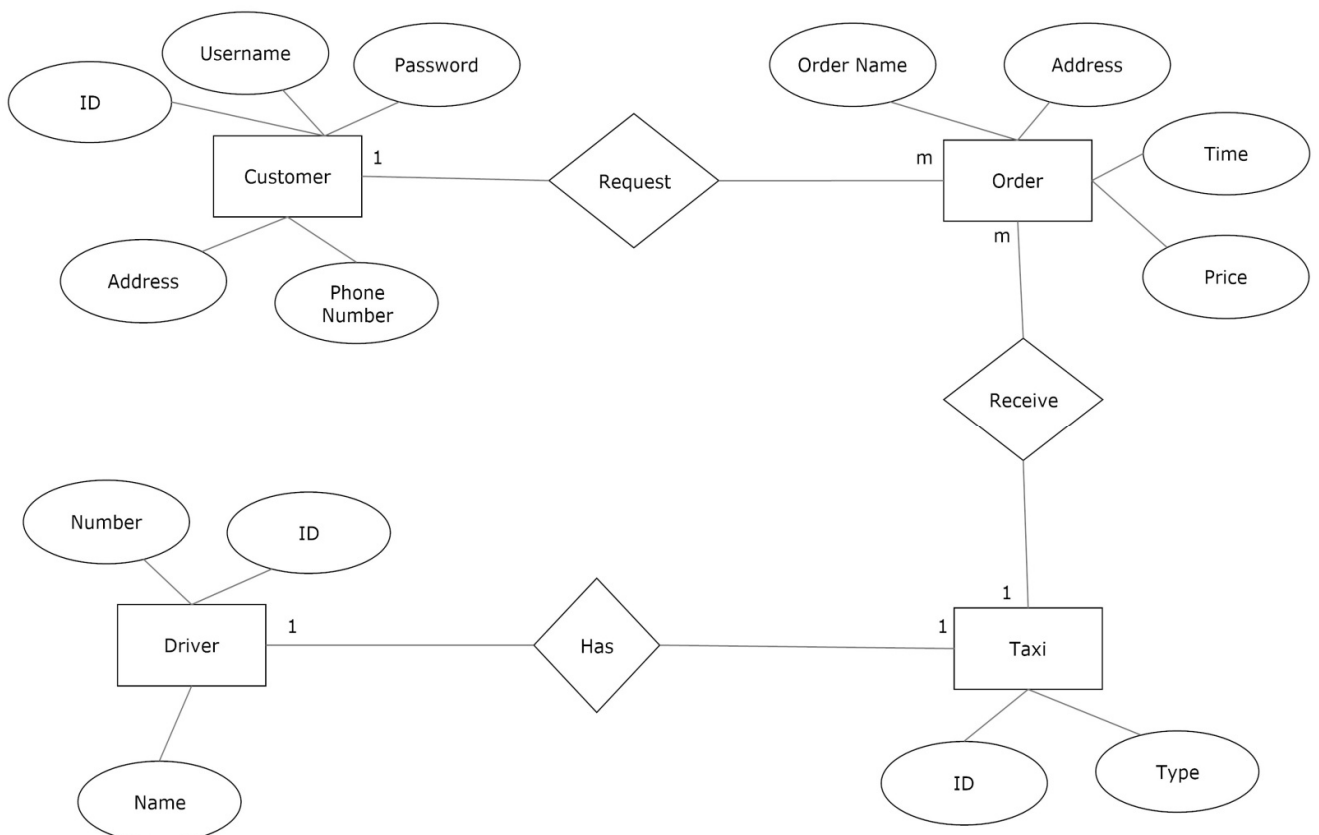 Username
Password
ID
Customer
1
Request
Address
Phone
Number
Order Name
Address
m
Order
Time
m
Price
Receive
Number
ID
Driver
1
Has
1
1
Taxi
Name
ID
Type